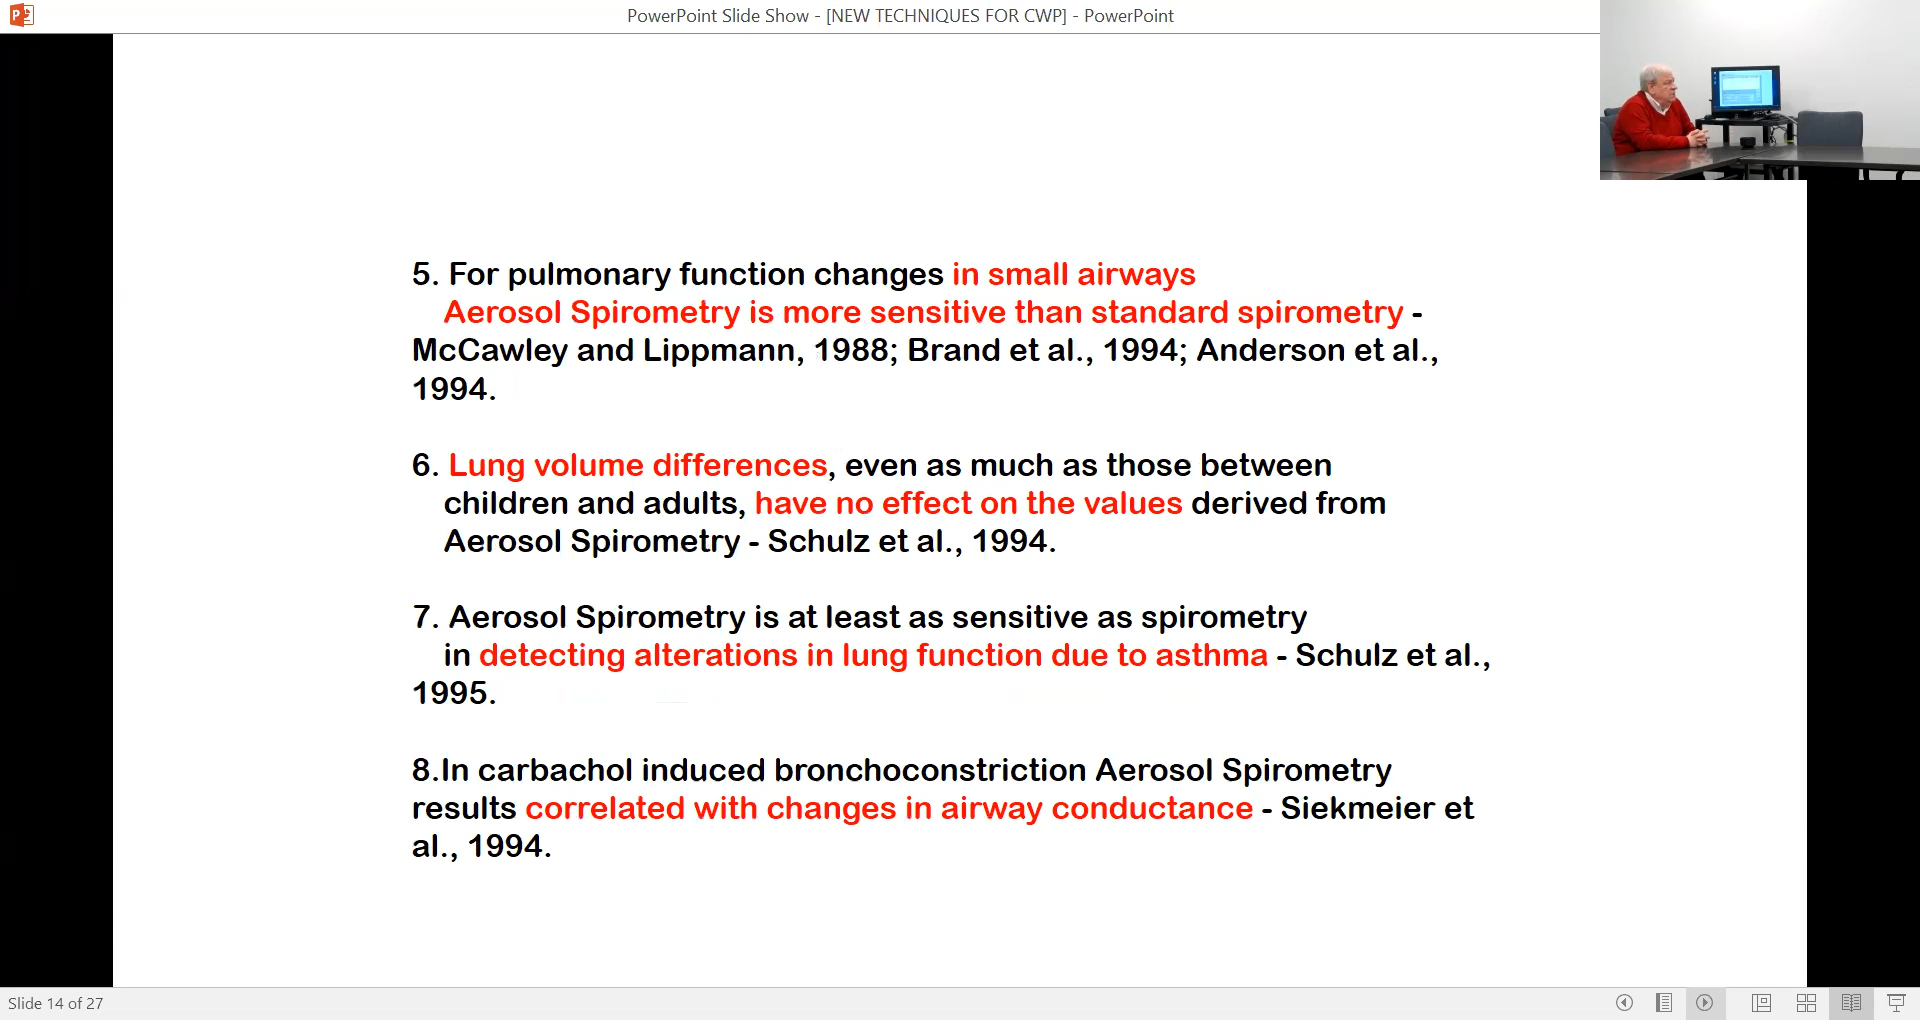 PowerPoint Slide Show - [NEW TECHNIQUES FOR CWP] - PowerPoint
5. For pulmonary function changes in small airways
Aerosol Spirometry is more sensitive than standard spirometry -
McCawley and Lippmann, 1988; Brand et al., 1994; Anderson et al.,
1994.
6. Lung volume differences, even as much as those between
children and adults, have no effect on the values derived from
Aerosol Spirometry - Schulz et al., 1994.
7. Aerosol Spirometry is at least as sensitive as spirometry
in detecting alterations in lung function due to asthma - Schulz et al.,
1995.
8.In carbachol induced bronchoconstriction Aerosol Spirometry
results correlated with changes in airway conductance - Siekmeier et
al., 1994.
Slide 14 of 27